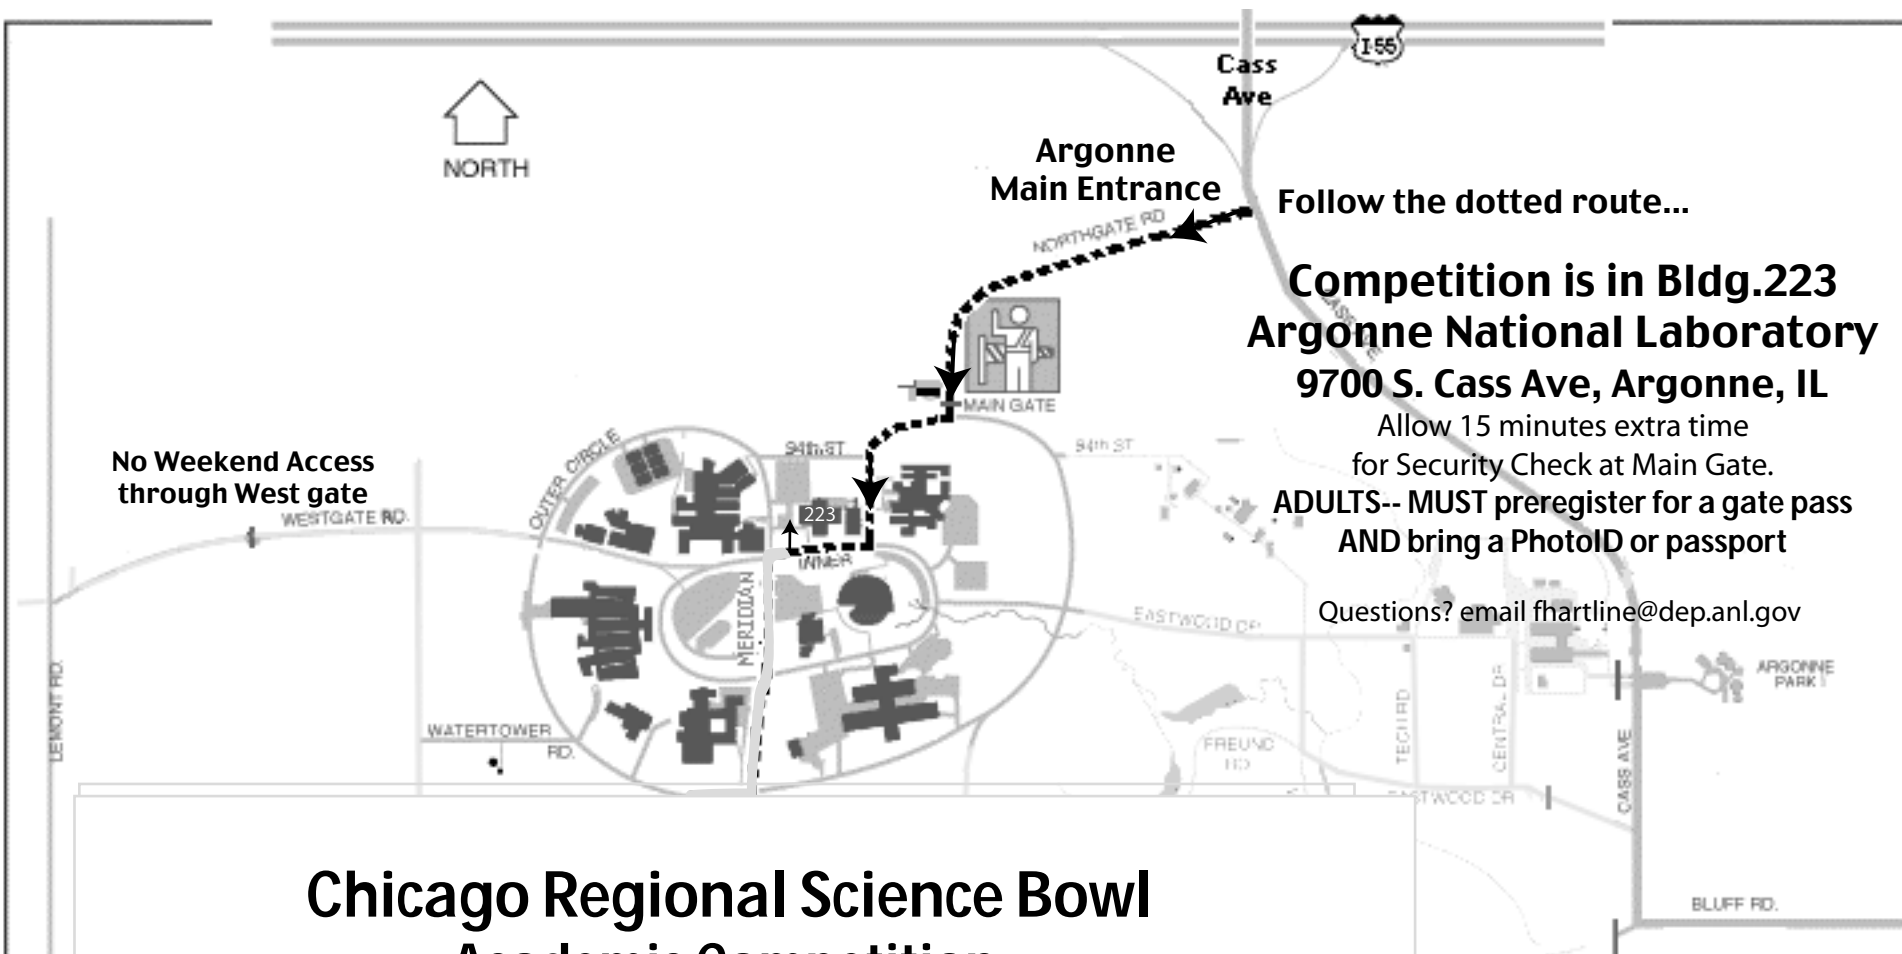 I-55
Cass
Ave
NORTH
Argonne
Main Entrance
NORTHGATE RD
Follow the dotted route...
Competition is in Bldg.223
Argonne National Laboratory
9700 S. Cass Ave, Argonne, IL
CASS AVE
Allow 15 minutes extra time
for Security Check at Main Gate.
ADULTS-- MUST preregister for a gate pass
AND bring a PhotoID or passport
Questions? email fhartline@dep.anl.gov
MAIN GATE
No Weekend Access
through West gate
WESTGATE RD.
OUTER CIRCLE
94th ST
94th ST
223
INNER
MERIDIAN
EASTWOOD DR
LEMONT RD.
WATERTOWER
RD.
FREUND
RD
TECH RD
CENTRAL DR
ARGONNE
PARK
CASS AVE
EASTWOOD DR
BLUFF RD.
Chicago Regional Science Bowl
Academic Competition